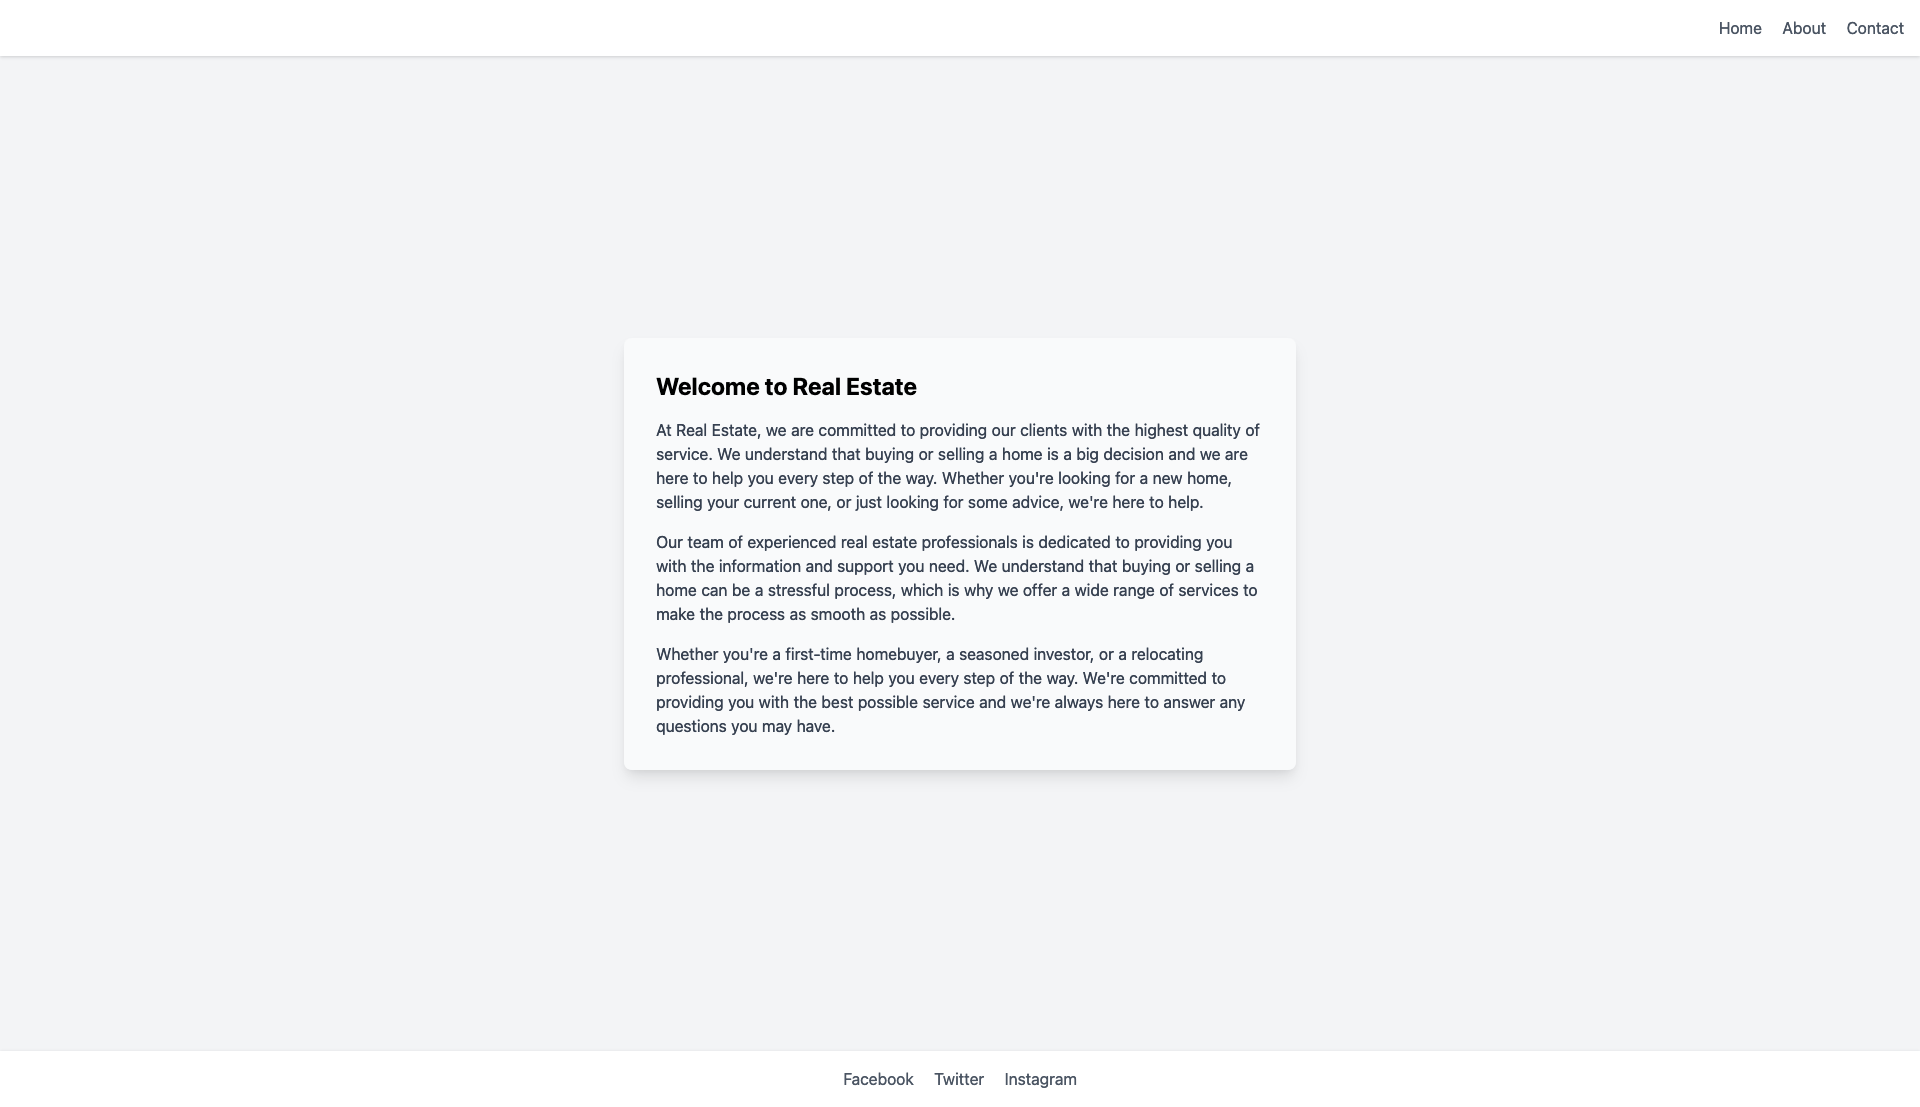 Home About Contact
Welcome to Real Estate
At Real Estate, we are committed to providing our clients with the highest quality of
service. We understand that buying or selling a home is a big decision and we are
here to help you every step of the way. Whether you're looking for a new home,
selling your current one, or just looking for some advice, we're here to help.
Our team of experienced real estate professionals is dedicated to providing you
with the information and support you need. We understand that buying or selling a
home can be a stressful process, which is why we offer a wide range of services to
make the process as smooth as possible.
Whether you're a first-time homebuyer, a seasoned investor, or a relocating
professional, we're here to help you every step of the way. We're committed to
providing you with the best possible service and we're always here to answer any
questions you may have.
Facebook Twitter Instagram